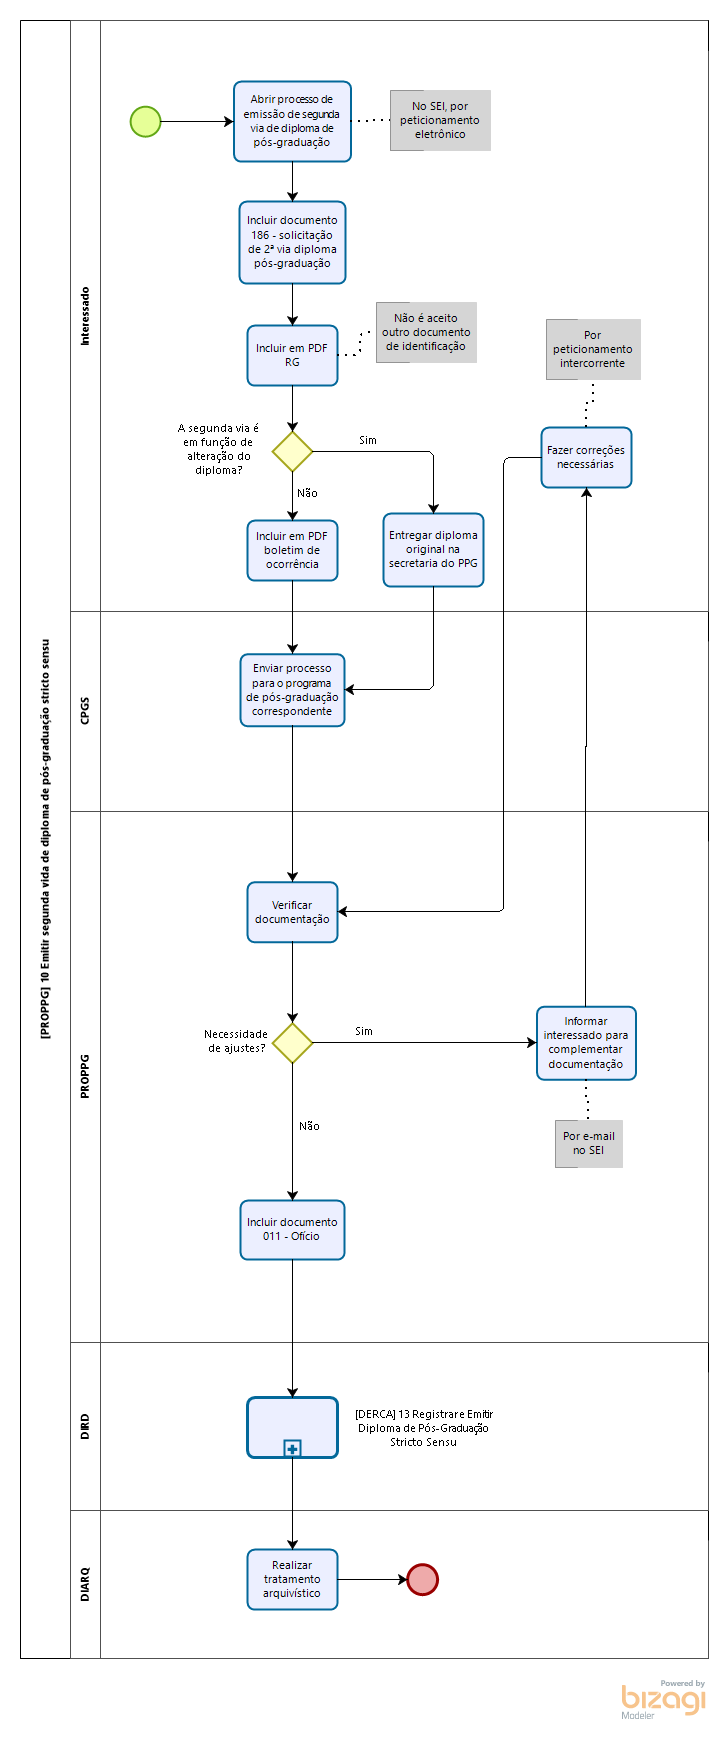 [PROPPG] 10 Emitir segunda vida de diploma de pós-graduação stricto sensu
Interessado
Abrir processo de
emissão de segunda
via de diploma de
pós-graduação
No SEI, por
peticionamento
eletrônico
Incluir documento
186 - solicitação
de 2ª via diploma
pós-graduação
Incluir em PDF
RG
Não é aceito
outro documento
de identificação
Por
peticionamento
intercorrente
A segunda via é
em função de
alteração do
diploma?
Sim
Não
Fazer correções
necessárias
Incluir em PDF
boletim de
ocorrência
Entregar diploma
original na
secretaria do PPG
CPGS
Enviar processo
para o programa
de pós-graduação
correspondente
PROPPG
Verificar
documentação
Necessidade
de ajustes?
Sim
Não
Informar
interessado para
complementar
documentação
Por e-mail
no SEI
Incluir documento
011 - Ofício
DIRD
[DERCA] 13 Registrar e Emitir
Diploma de Pós-Graduação
Stricto Sensu
DIARQ
Realizar
tratamento
arquivístico
Powered by
bizagi
Modeler